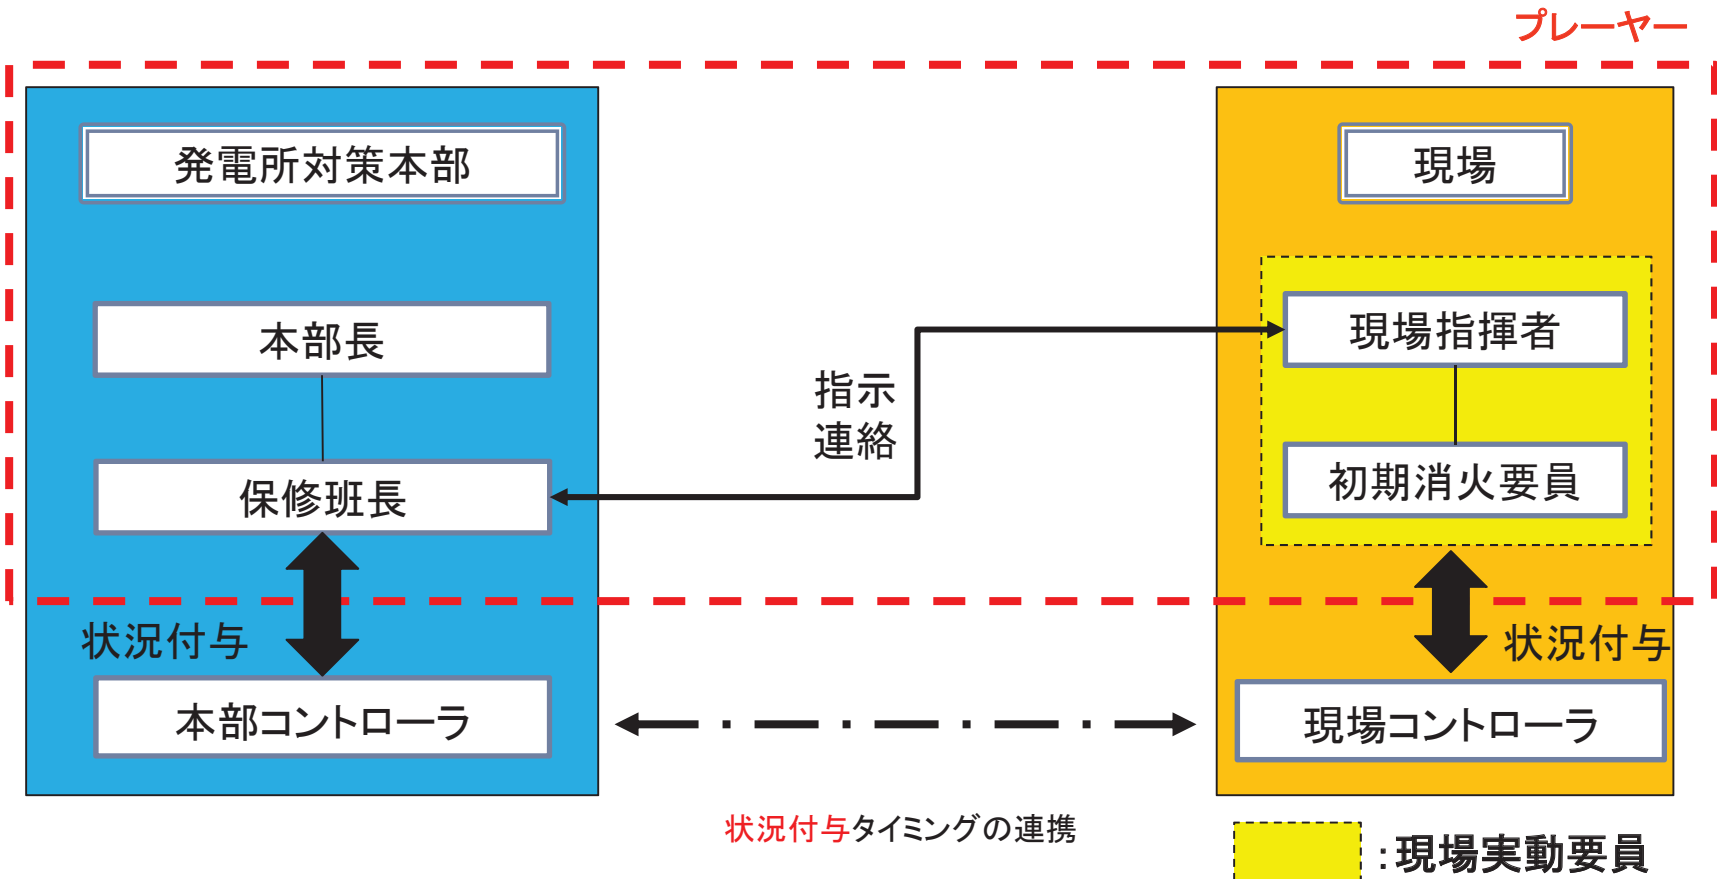 プレーヤー
発電所対策本部
現場
本部長
現場指揮者
指示
連絡
保修班長
初期消火要員
状況付与
状況付与
本部コントローラ
現場コントローラ
状況付与タイミングの連携
:現場実動要員